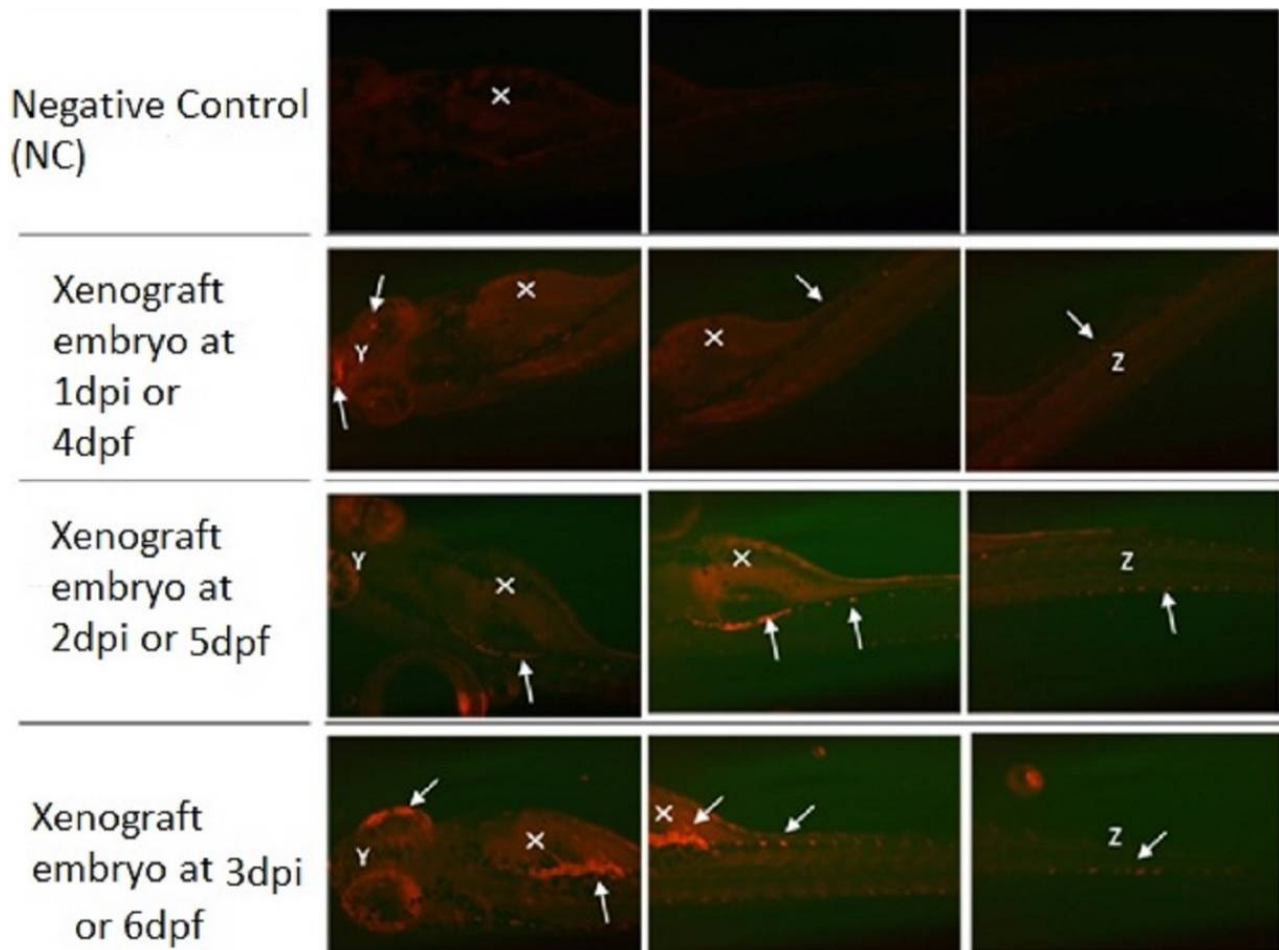 Negative Control
(NC)
X
Xenograft
embryo at
1dpi or
4dpf
Y
X
X
Z
Xenograft
embryo at
2dpi or 5dpf
Y
X
X
Z
Xenograft
embryo at 3dpi
or 6dpf
Y
X
X
Z